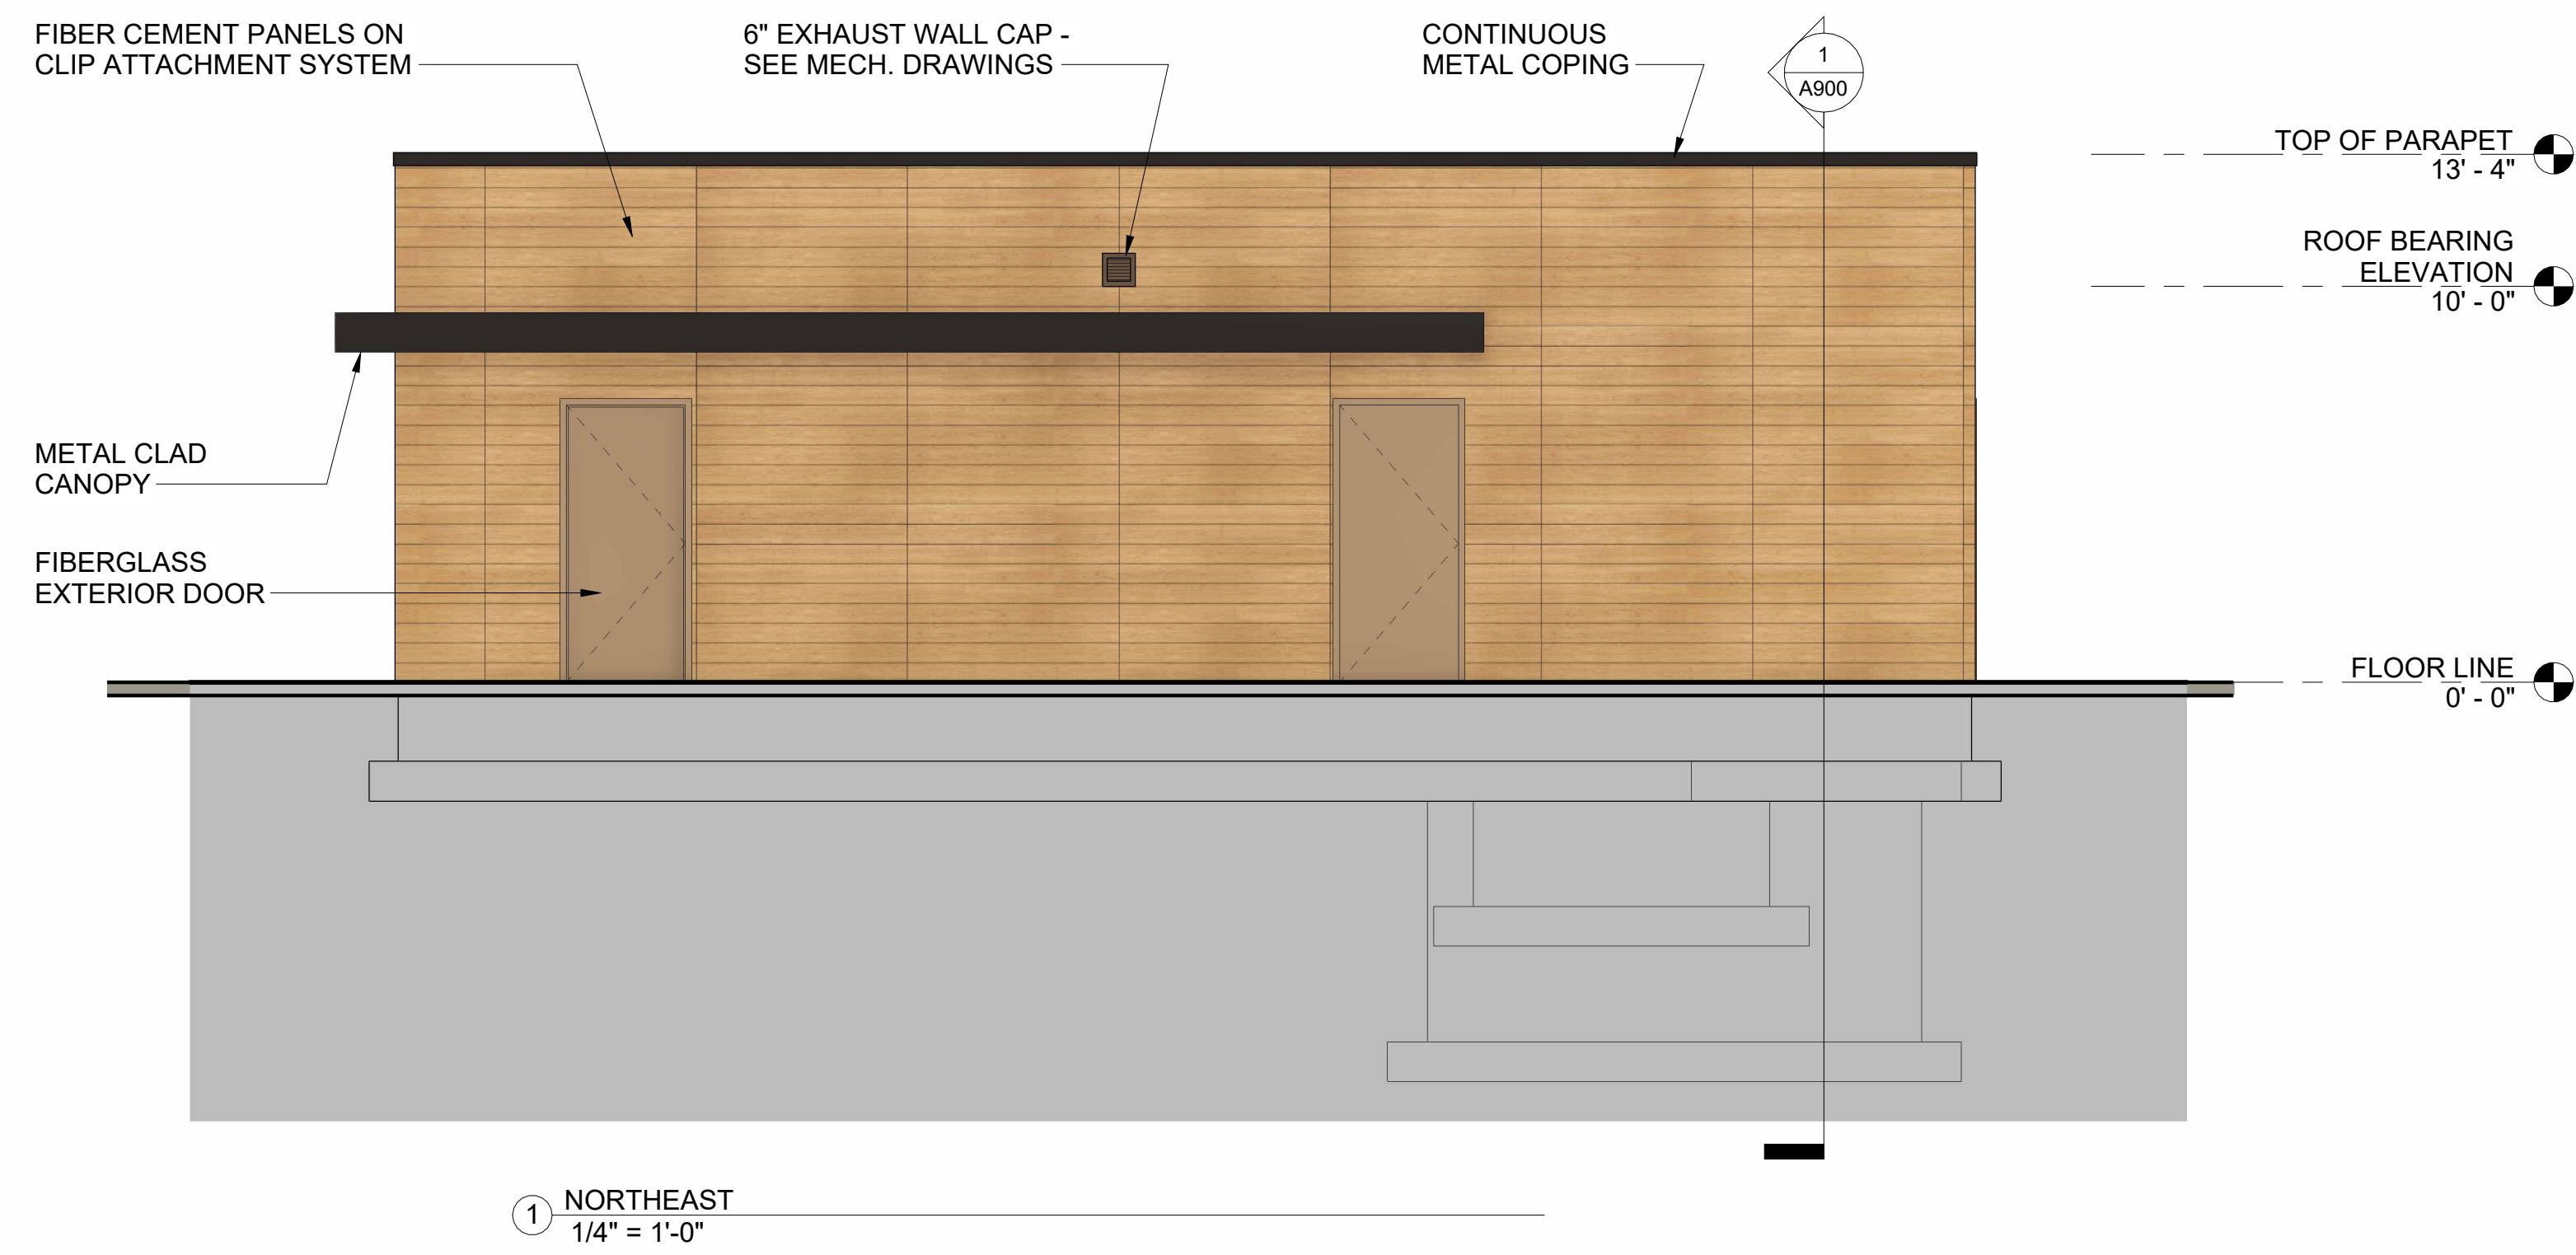 FIBER CEMENT PANELS ON
CLIP ATTACHMENT SYSTEM
6" EXHAUST WALL CAP -
SEE MECH. DRAWINGS
CONTINUOUS
METAL COPING
1
A900
TOP OF PARAPET
13' - 4"
ROOF BEARING
ELEVATION
10' - 0"
METAL CLAD
CANOPY
FIBERGLASS
EXTERIOR DOOR
FLOOR LINE
0' - 0"
1
NORTHEAST
1/4" = 1'-0"